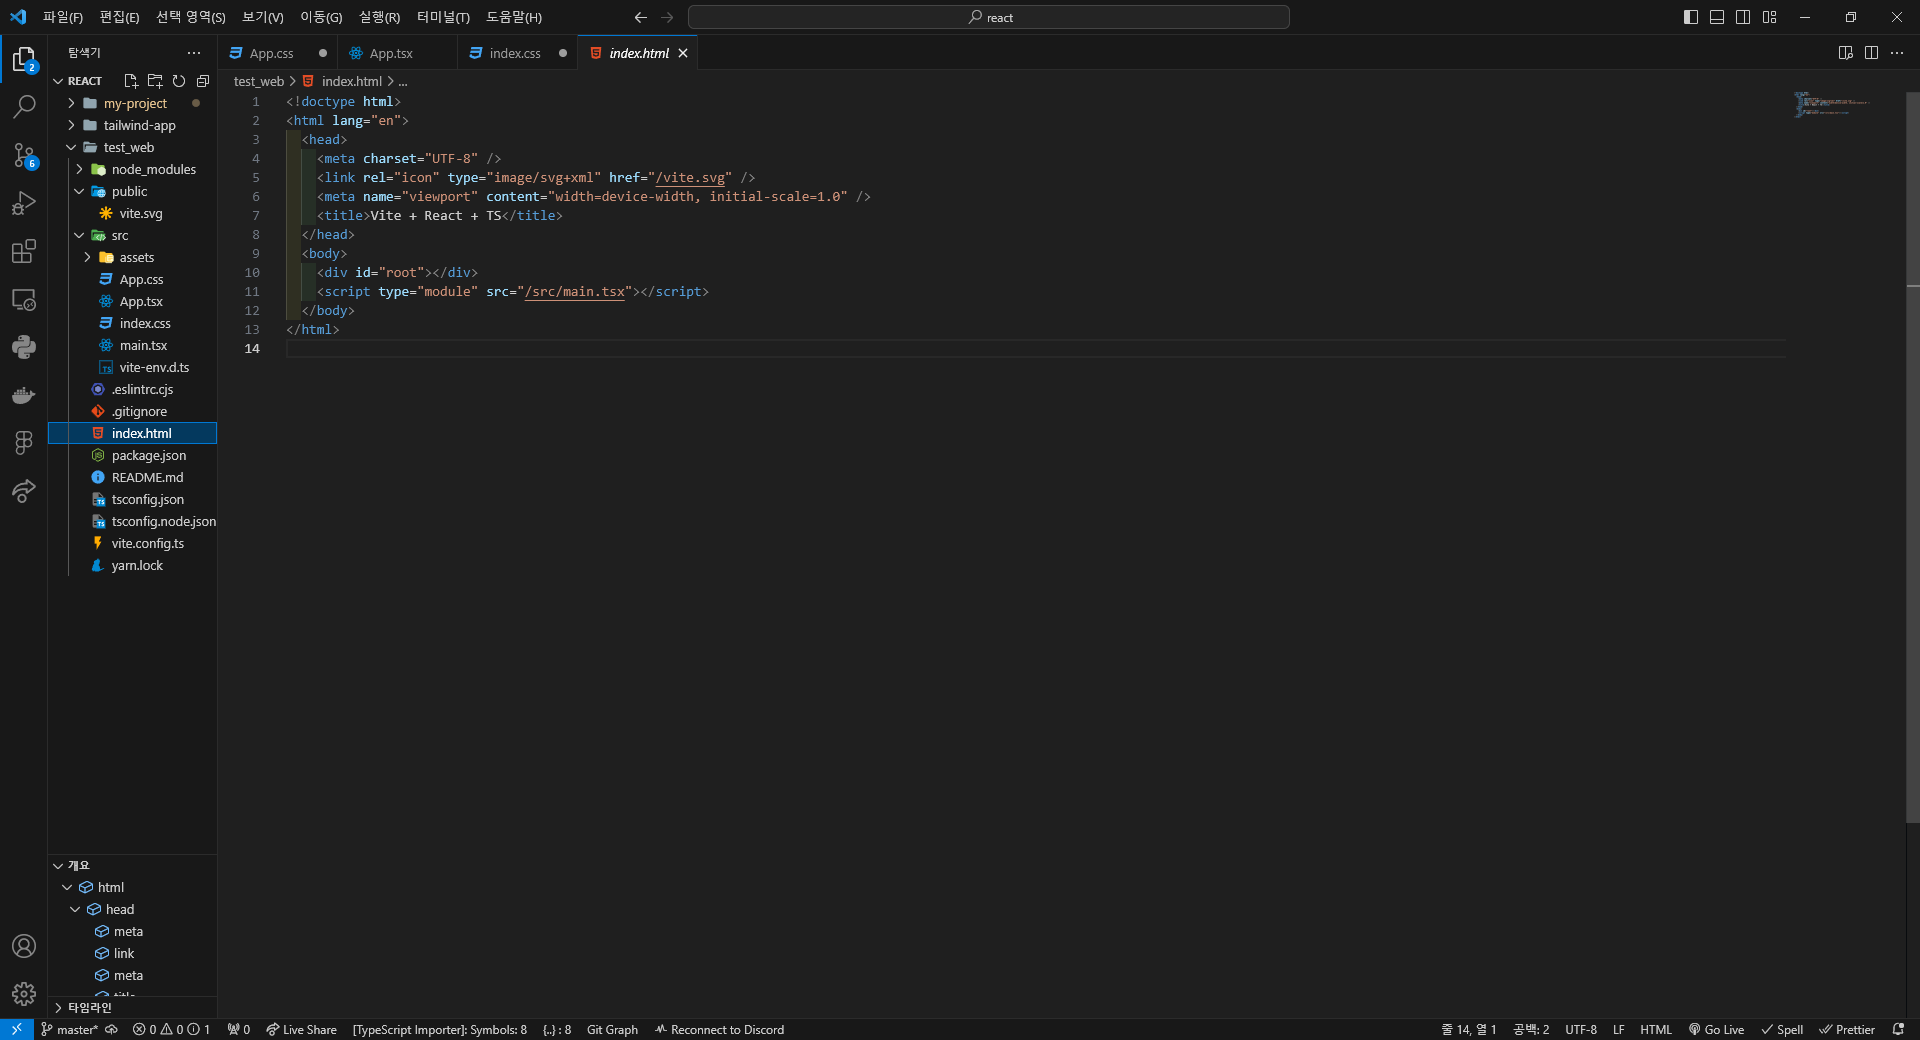 파일(F) 편집(E) 선택 영역(S) 보기(V) 이동(G) 실행(R) 터미널(T) 도움말(H) react
탐색기
REACT
my-project
tailwind-app
test_web
node_modules
public
vite.svg
src
assets
App.css
App.tsx
index.css
main.tsx
vite-env.d.ts
.eslintrc.cjs
.gitignore
index.html
package.json
README.md
tsconfig.json
tsconfig.node.json
vite.config.ts
yarn.lock
개요
html
head
meta
link
meta
title
타임라인
2
6
App.css App.tsx index.css index.html
test_web > index.html > ...
1 <!doctype html>
2 <html lang="en">
3 <head>
4 <meta charset="UTF-8" />
5 <link rel="icon" type="image/svg+xml" href="/vite.svg" />
6 <meta name="viewport" content="width=device-width, initial-scale=1.0" />
7 <title>Vite + React + TS</title>
8 </head>
9 <body>
10 <div id="root"></div>
11 <script type="module" src="/src/main.tsx"></script>
12 </body>
13 </html>
14
master* 0 0 1 0 Live Share [TypeScript Importer]: Symbols: 8 {..} : 8 Git Graph Reconnect to Discord 줄 14, 열 1 공백: 2 UTF-8 LF HTML Go Live Spell Prettier